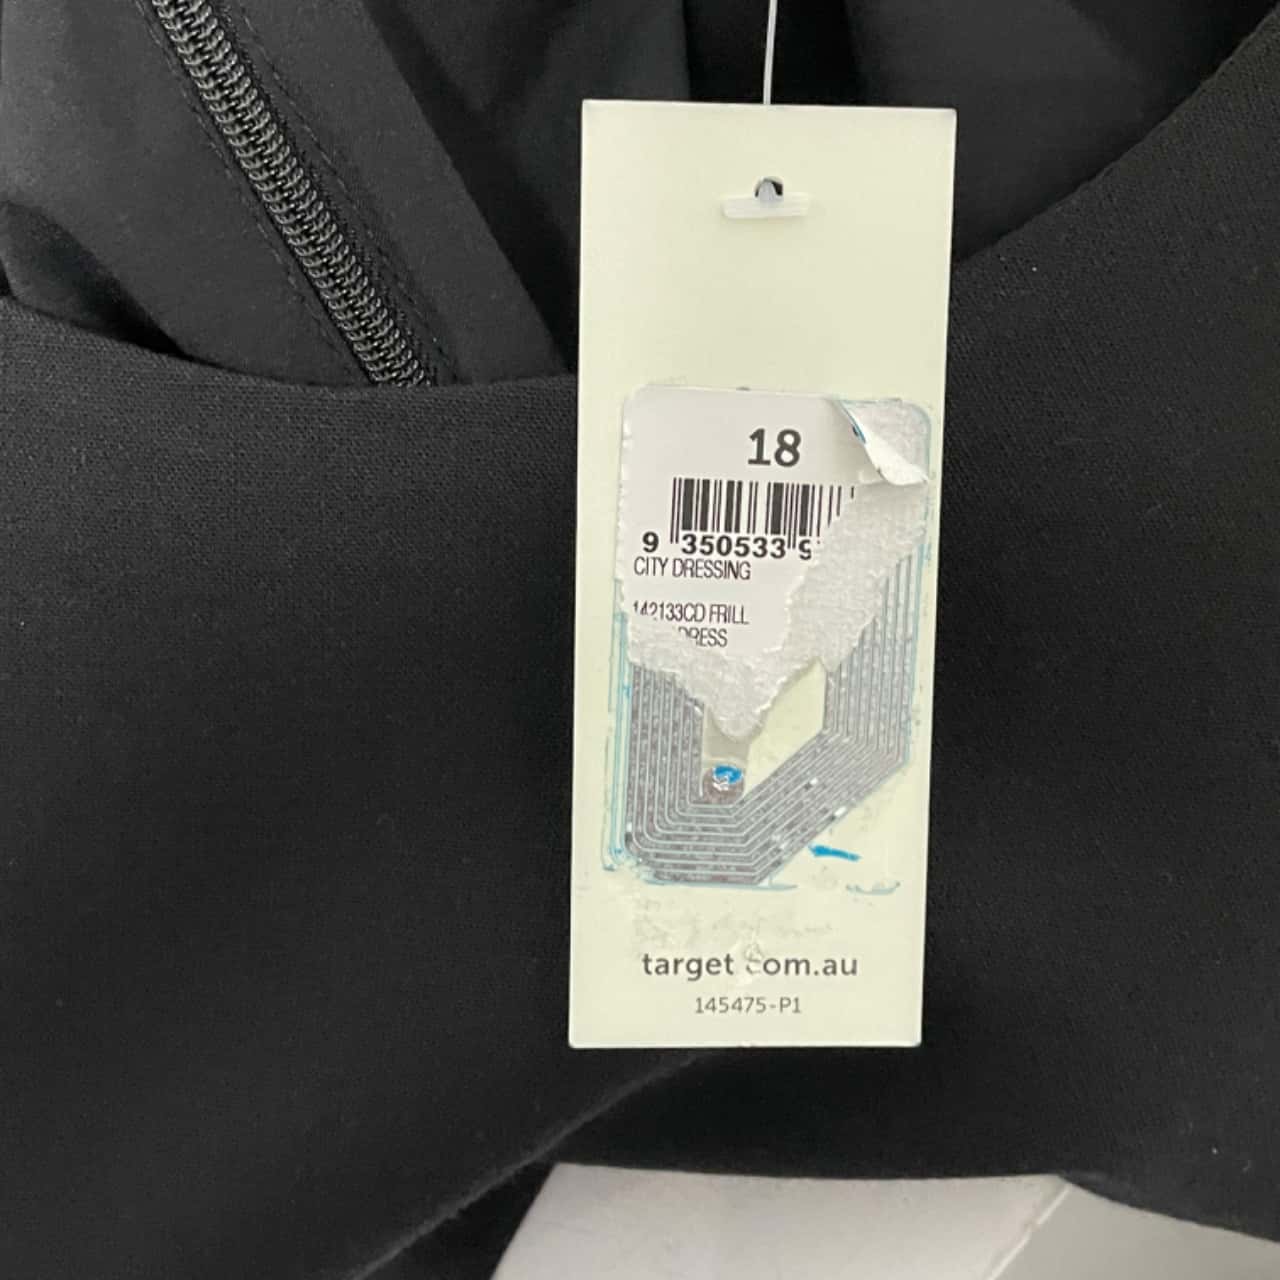 18
9 350533 9
CITY DRESSING
142133CD FRILL
DRESS
target com.au
145475-P1